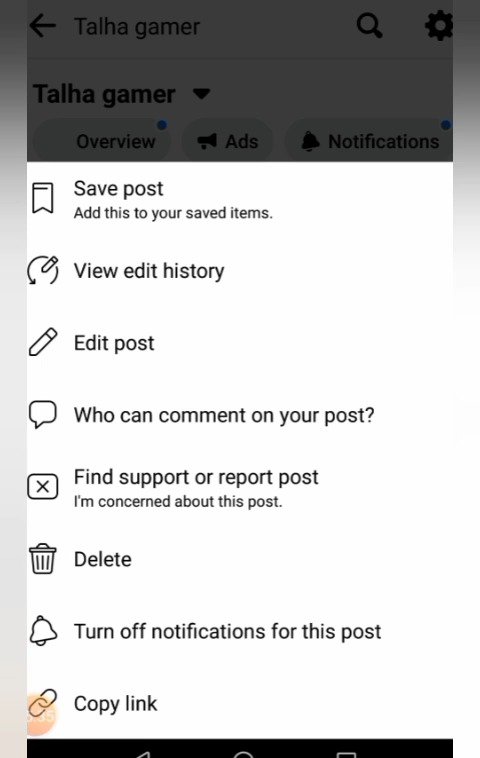 Talha gamer
Talha gamer
Overview
Ads
Notifications
Save post
Add this to your saved items.
View edit history
Edit post
Who can comment on your post?
Find support or report post
I'm concerned about this post.
Delete
Turn off notifications for this post
Copy link